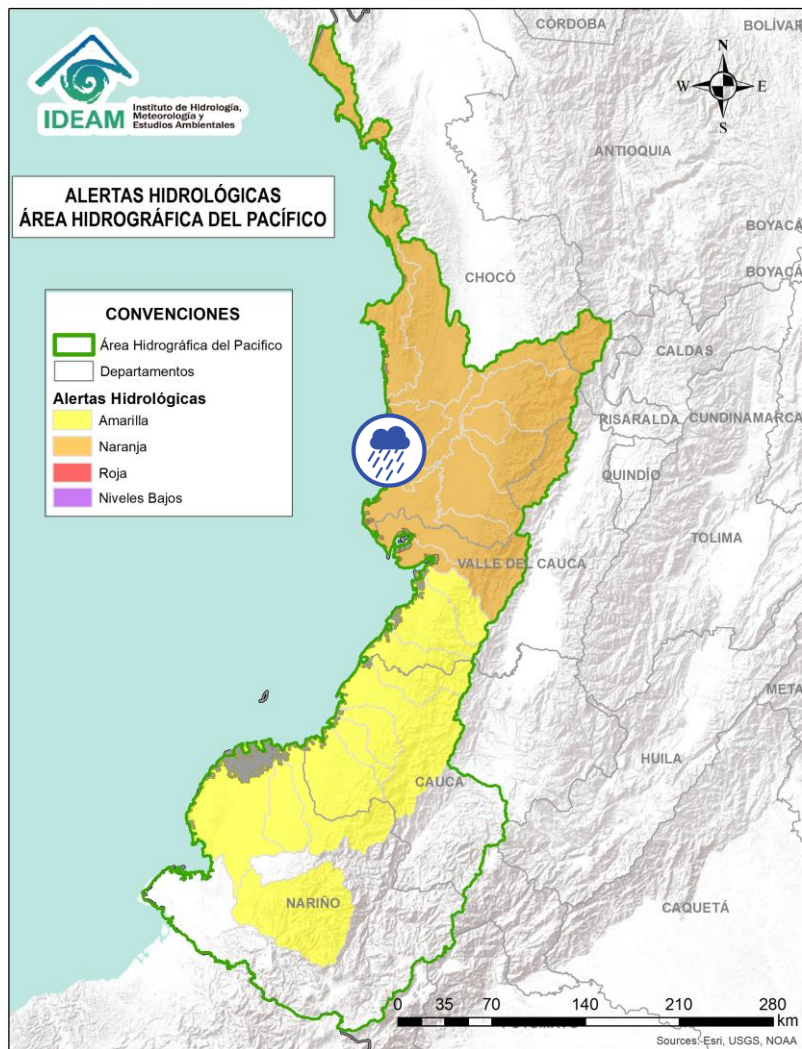 IDEAM
Instituto de Hidrología,
Meteorología y
Estudios Ambientales
ALERTAS HIDROLÓGICAS
ÁREA HIDROGRÁFICA DEL PACÍFICO
CONVENCIONES
Área Hidrográfica del Pacifico
Departamentos
Alertas Hidrológicas
Amarilla
Naranja
Roja
Niveles Bajos
N
W
E
S
CÓRDOBA
BOLÍVAR
ANTIOQUIA
BOYACÁ
CHOCÓ
BOYACÁ
CALDAS
RISARALDA
CUNDINAMARCA
QUINDÍO
TOLIMA
VALLE DEL CAUCA
META
HUILA
CAUCA
NARIÑO
CAQUETÁ
0 35 70 140 210 280
km
Sources: Esri, USGS, NOAA